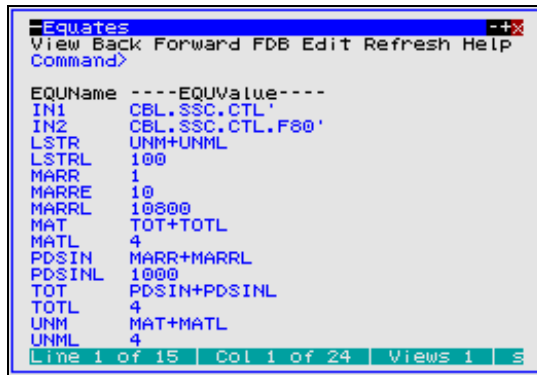 Equates
View Back Forward FDB Edit Refresh Help
Command>
EQUName ----EQUValue----
IN1 CBL.SSC.CTL'
IN2 CBL.SSC.CTL.F80'
LSTR UNM+UNML
LSTRL 100
MARR 1
MARRE 10
MARRL 10800
MAT TOT+TOTL
MATL 4
PDSIN MARR+MARRL
PDSINL 1000
TOT PDSIN+PDSINL
TOTL 4
UNM MAT+MATL
UNML 4
Line 1 of 15 | Col 1 of 24 | Views 1 | s